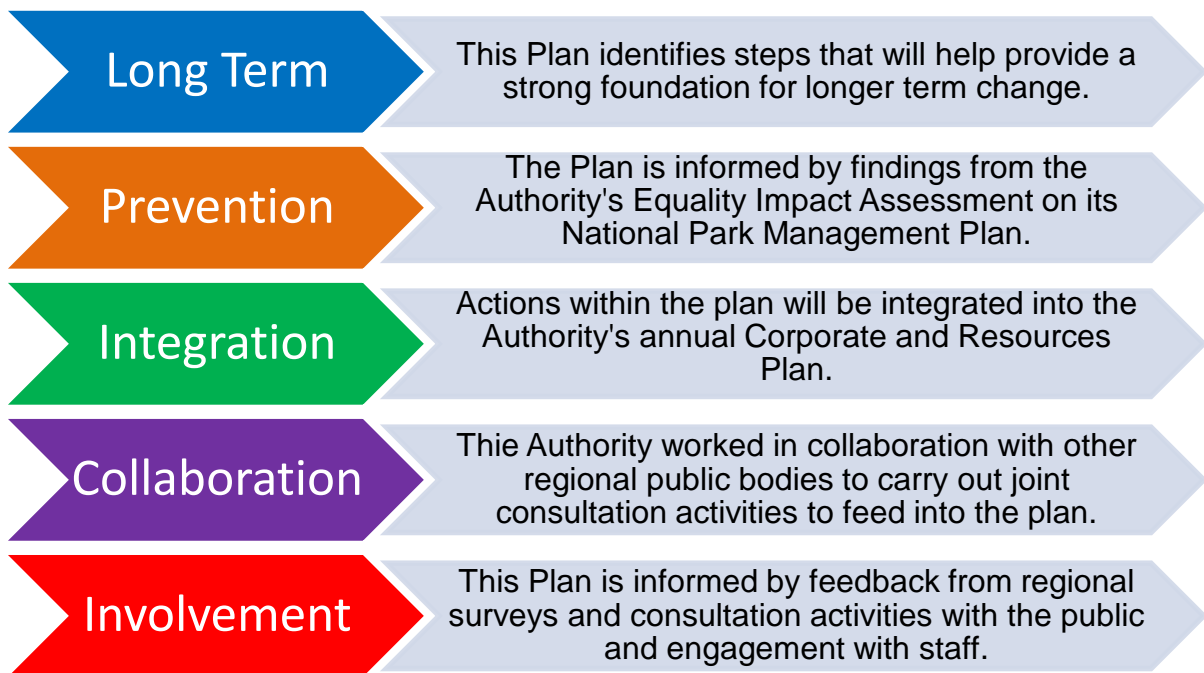 Long Term
This Plan identifies steps that will help provide a
strong foundation for longer term change.
Prevention
The Plan is informed by findings from the
Authority's Equality Impact Assessment on its
National Park Management Plan.
Integration
Actions within the plan will be integrated into the
Authority's annual Corporate and Resources
Plan.
Collaboration
Thie Authority worked in collaboration with other
regional public bodies to carry out joint
consultation activities to feed into the plan.
Involvement
This Plan is informed by feedback from regional
surveys and consultation activities with the public
and engagement with staff.